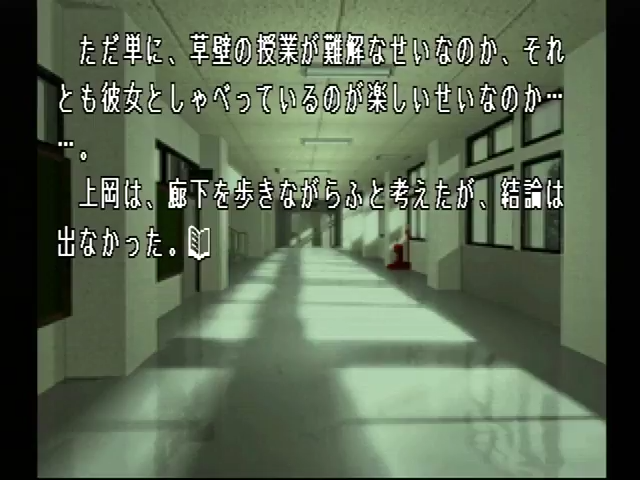 ただ単に、草壁の授業が難解なせいなのか、それ
とも彼女としゃべっているのが楽しいせいなのか…
…。
上岡は、廊下を歩きながらふと考えたが、結論は
出なかった。